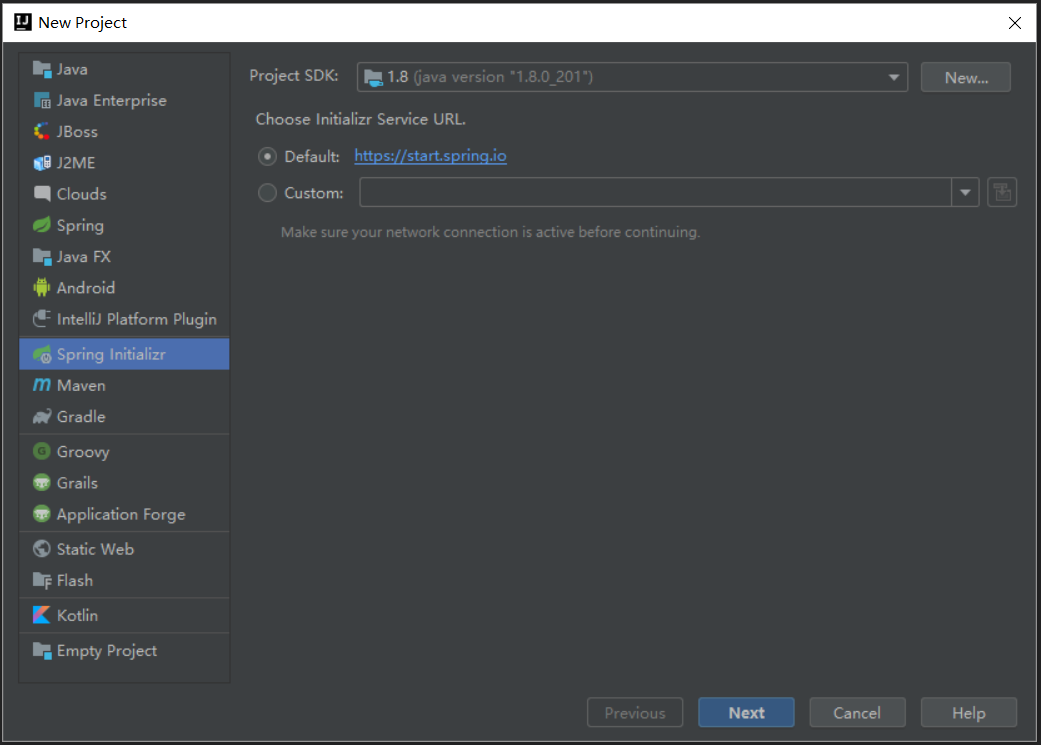 New Project
Java
Java Enterprise
JBoss
J2ME
Clouds
Spring
Java FX
Android
IntelliJ Platform Plugin
Spring Initializr
Maven
Gradle
Groovy
Grails
Application Forge
Static Web
Flash
Kotlin
Empty Project
Project SDK: 1.8 (java version "1.8.0_201") New...
Choose Initializr Service URL.
Default: https://start.spring.io
Custom:
Make sure your network connection is active before continuing.
Previous Next Cancel Help